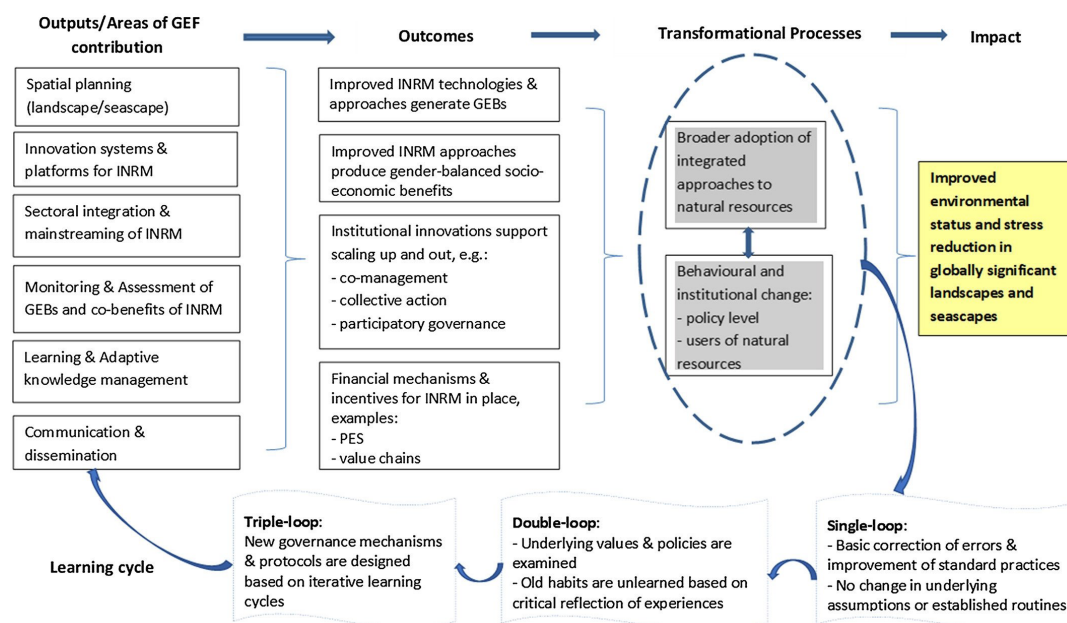 Outputs/Areas of GEF
contribution
Outcomes
Transformational Processes
Impact
Spatial planning
(landscape/seascape)
Innovation systems &
platforms for INRM
Sectoral integration &
mainstreaming of INRM
Monitoring & Assessment of
GEBs and co-benefits of INRM
Learning & Adaptive
knowledge management
Communication &
dissemination
Improved INRM technologies &
approaches generate GEBs
Improved INRM approaches
produce gender-balanced socio-
economic benefits
Institutional innovations support
scaling up and out, e.g.:
- co-management
- collective action
- participatory governance
Financial mechanisms &
incentives for INRM in place,
examples:
- PES
- value chains
Broader adoption of
integrated
approaches to
natural resources
Behavioural and
institutional change:
- policy level
- users of natural
resources
Improved
environmental
status and stress
reduction in
globally significant
landscapes and
seascapes
Learning cycle
Triple-loop:
New governance mechanisms
& protocols are designed
based on iterative learning
cycles
Double-loop:
- Underlying values & policies are
examined
- Old habits are unlearned based on
critical reflection of experiences
Single-loop:
- Basic correction of errors &
improvement of standard practices
- No change in underlying
assumptions or established routines